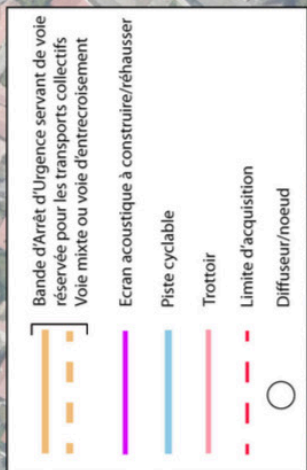 Bande d'Arrêt d'Urgence servant de voie
réservée pour les transports collectifs
Voie mixte ou voie d'entrecroisement
Ecran acoustique à construire/réhausser
Piste cyclable
Trottoir
Limite d'acquisition
Diffuseur/noeud